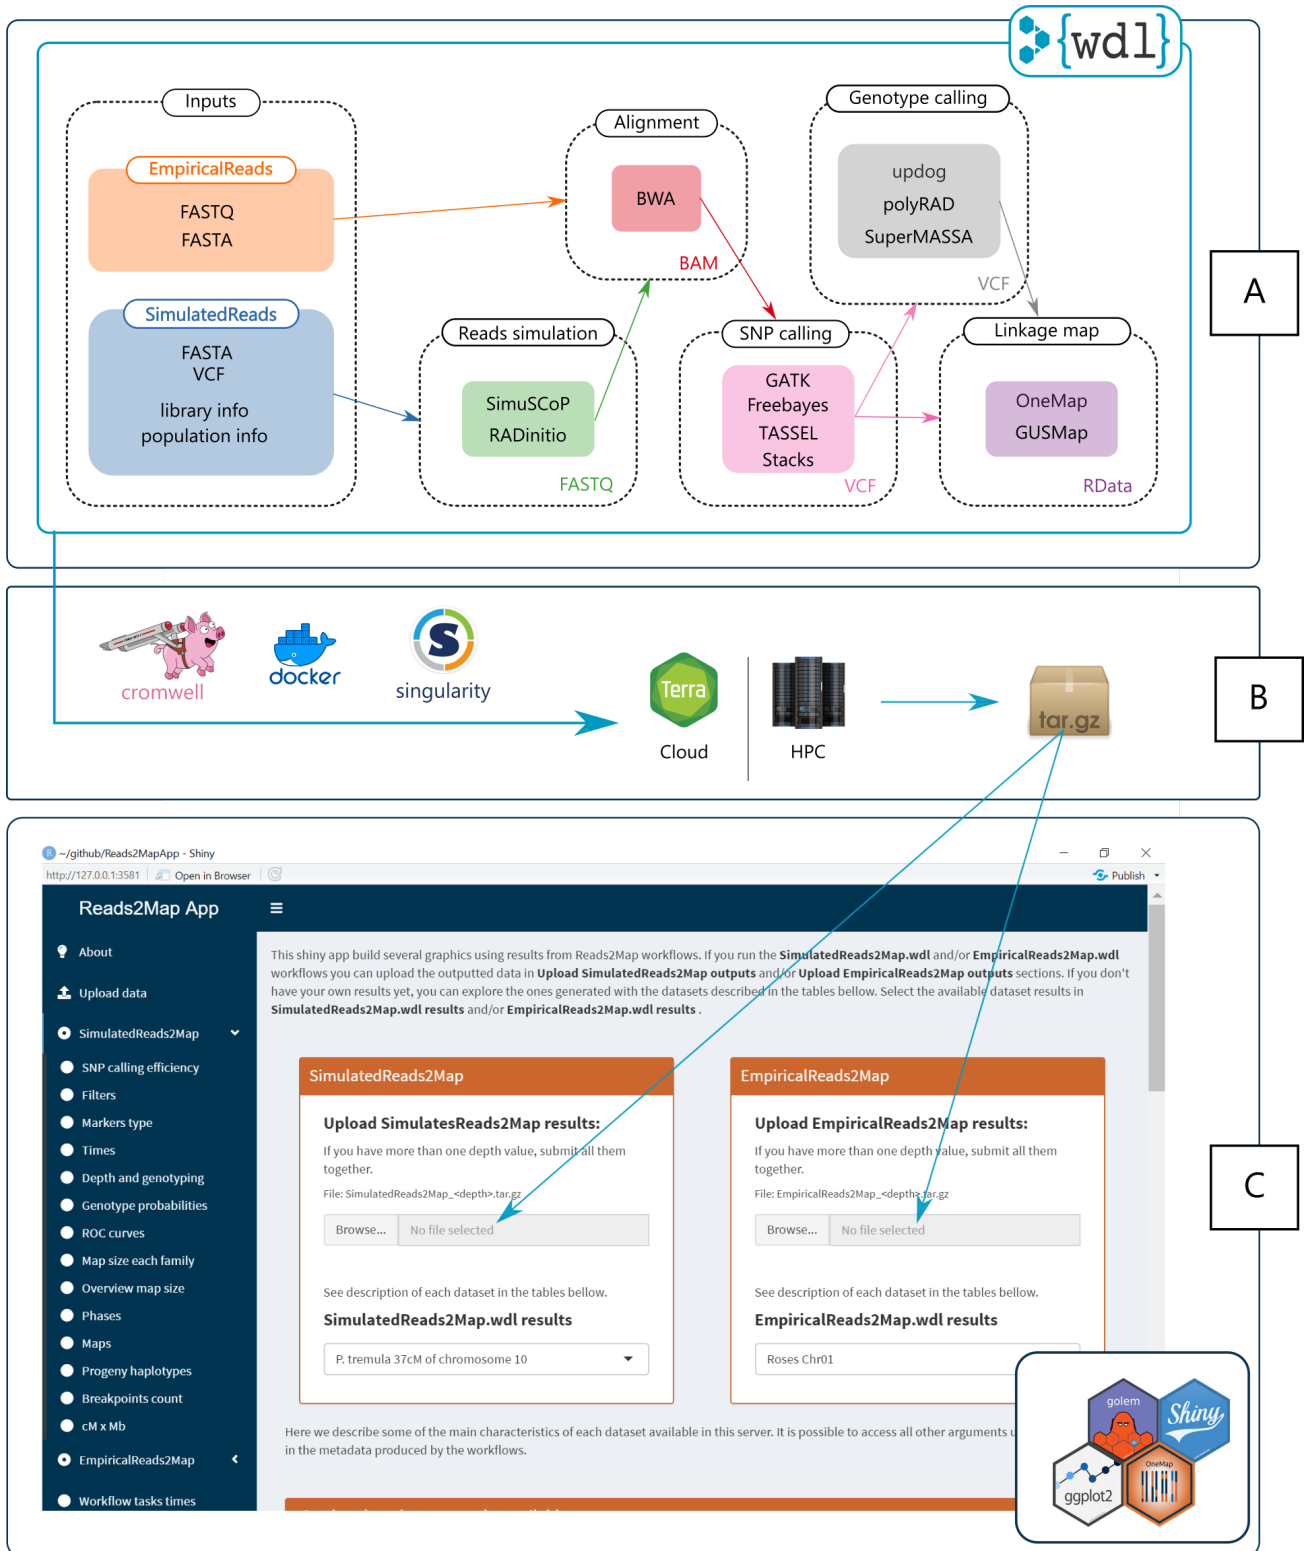 {wdl}
Inputs
EmpiricalReads
FASTQ
FASTA
SimulatedReads
FASTA
VCF
library info
population info
Reads simulation
SimuSCoP
RADinitio
FASTQ
Alignment
BWA
BAM
SNP calling
GATK
Freebayes
TASSEL
Stacks
VCF
Genotype calling
updog
polyRAD
SuperMASSA
VCF
Linkage map
OneMap
GUSMap
RData
A
cromwell
docker
S
singularity
Terra
Cloud
HPC
tar.gz
B
R ~/github/Reads2MapApp - Shiny
http://127.0.0.1:3581 Open in Browser
Publish
Reads2Map App
About
Upload data
SimulatedReads2Map
SNP calling efficiency
Filters
Markers type
Times
Depth and genotyping
Genotype probabilities
ROC curves
Map size each family
Overview map size
Phases
Maps
Progeny haplotypes
Breakpoints count
cM x Mb
EmpiricalReads2Map
Workflow tasks times
This shiny app build several graphics using results from Reads2Map workflows. If you run the SimulatedReads2Map.wdl and/or EmpiricalReads2Map.wdl
workflows you can upload the outputted data in Upload SimulatedReads2Map outputs and/or Upload EmpiricalReads2Map outputs sections. If you don't
have your own results yet, you can explore the ones generated with the datasets described in the tables bellow. Select the available dataset results in
SimulatedReads2Map.wdl results and/or EmpiricalReads2Map.wdl results .
SimulatedReads2Map
Upload SimulatesReads2Map results:
If you have more than one depth value, submit all them
together.
File: SimulatedReads2Map_<depth>.tar.gz
Browse... No file selected
See description of each dataset in the tables bellow.
SimulatedReads2Map.wdl results
P. tremula 37cM of chromosome 10
EmpiricalReads2Map
Upload EmpiricalReads2Map results:
If you have more than one depth value, submit all them
together.
File: EmpiricalReads2Map_<depth>.tar.gz
Browse... No file selected
See description of each dataset in the tables bellow.
EmpiricalReads2Map.wdl results
Roses Chr01
Here we describe some of the main characteristics of each dataset available in this server. It is possible to access all other arguments
in the metadata produced by the workflows.
C
golem
Shiny
ggplot2
OneMap